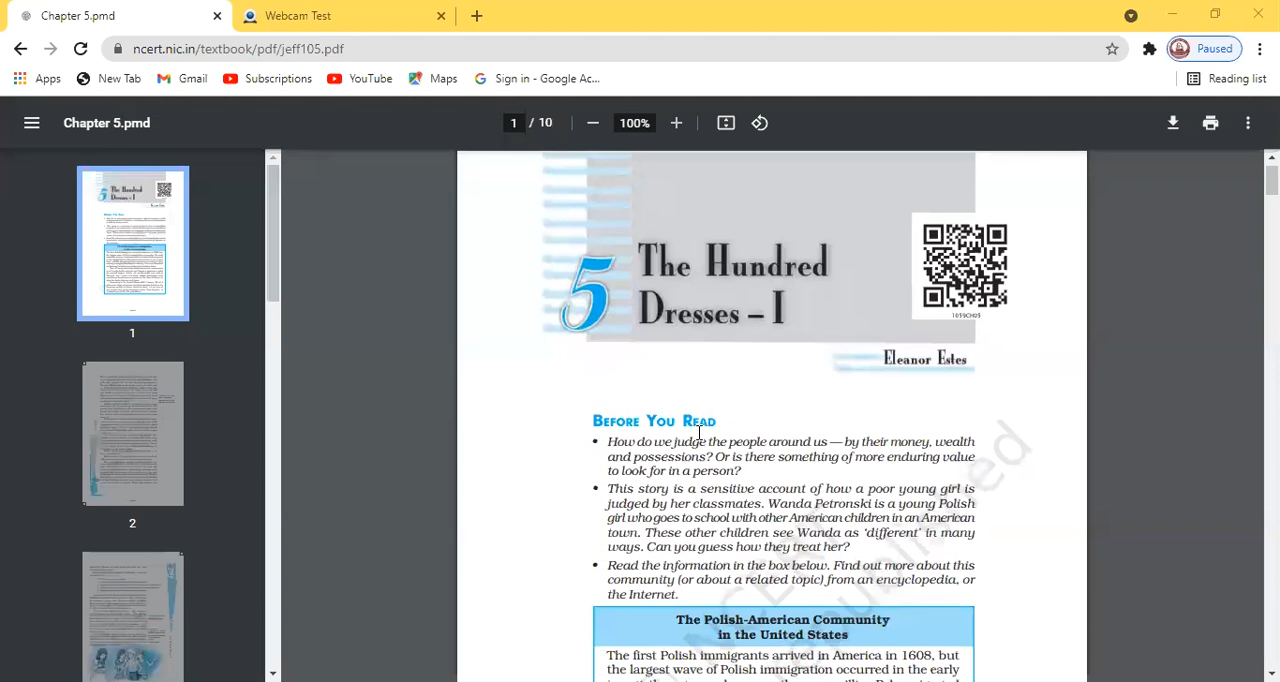 Chapter 5.pmd
Webcam Test
ncert.nic.in/textbook/pdf/jeff105.pdf
Paused
Apps
New Tab
Gmail
Subscriptions
YouTube
Maps
Sign in - Google Ac...
Reading list
Chapter 5.pmd
1 / 10
100%
1
2
5
The Hundred
Dresses – I
1059CH05
Eleanor Estes
BEFORE YOU READ
• How do we judge the people around us — by their money, wealth
and possessions? Or is there something of more enduring value
to look for in a person?
• This story is a sensitive account of how a poor young girl is
judged by her classmates. Wanda Petronski is a young Polish
girl who goes to school with other American children in an American
town. These other children see Wanda as ‘different’ in many
ways. Can you guess how they treat her?
• Read the information in the box below. Find out more about this
community (or about a related topic) from an encyclopedia, or
the Internet.
The Polish-American Community
in the United States
The first Polish immigrants arrived in America in 1608, but
the largest wave of Polish immigration occurred in the early